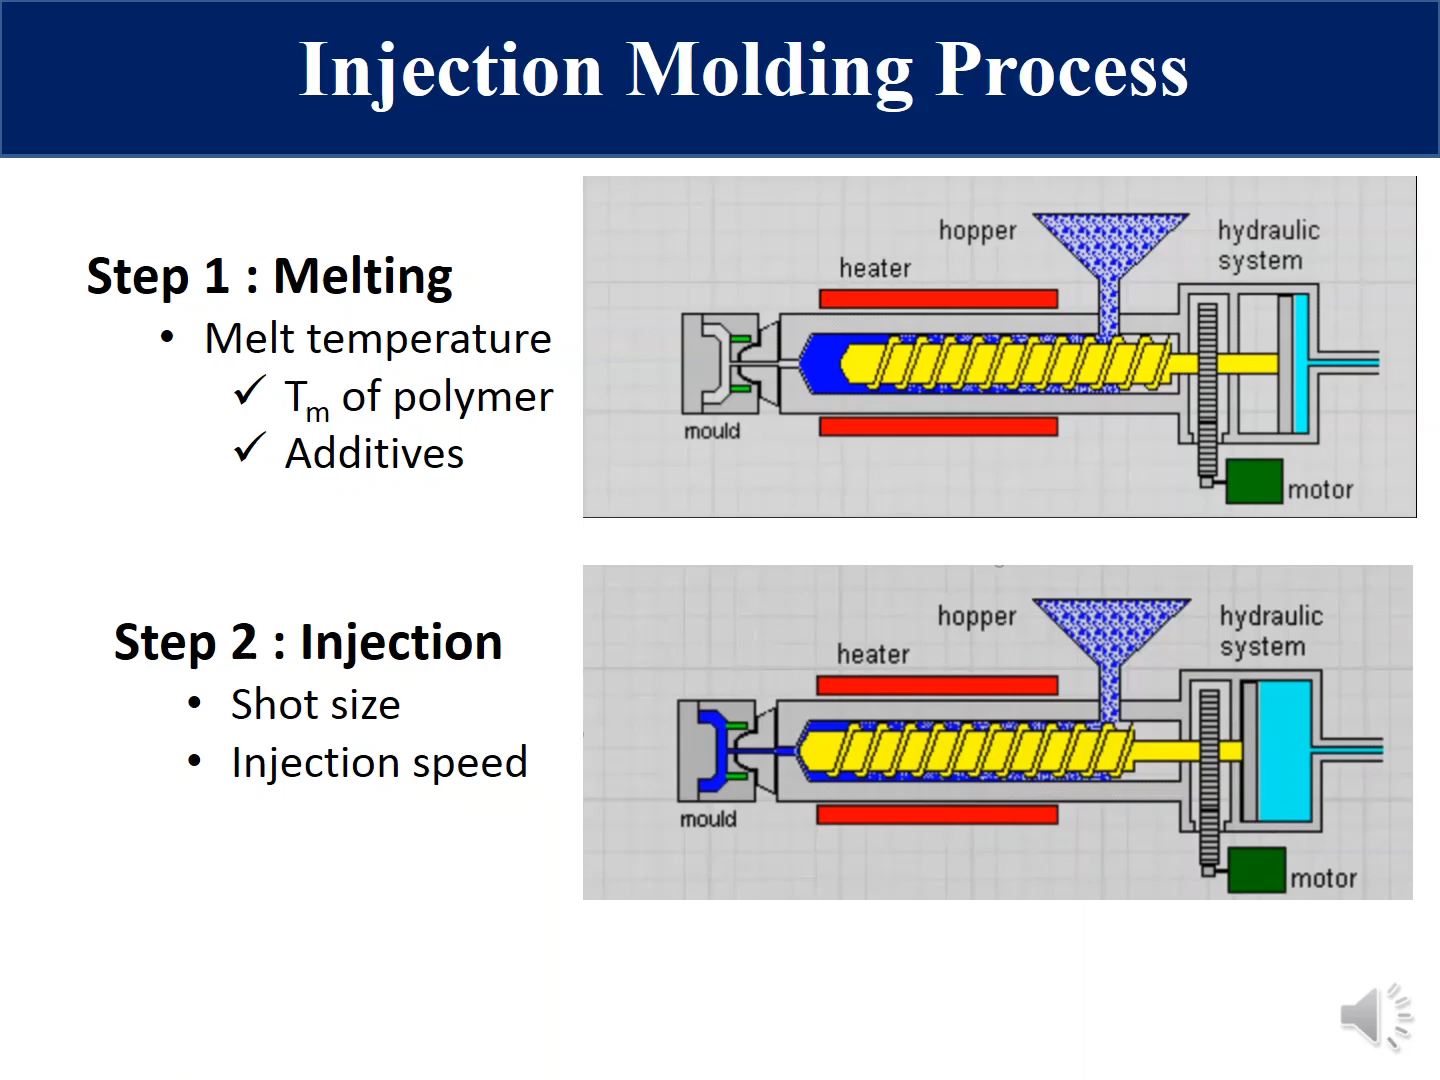 Injection Molding Process
Step 1 : Melting
• Melt temperature
✓ Tm of polymer
✓ Additives
hopper
hydraulic
system
heater
mould
motor
Step 2 : Injection
• Shot size
• Injection speed
hopper
hydraulic
system
heater
mould
motor